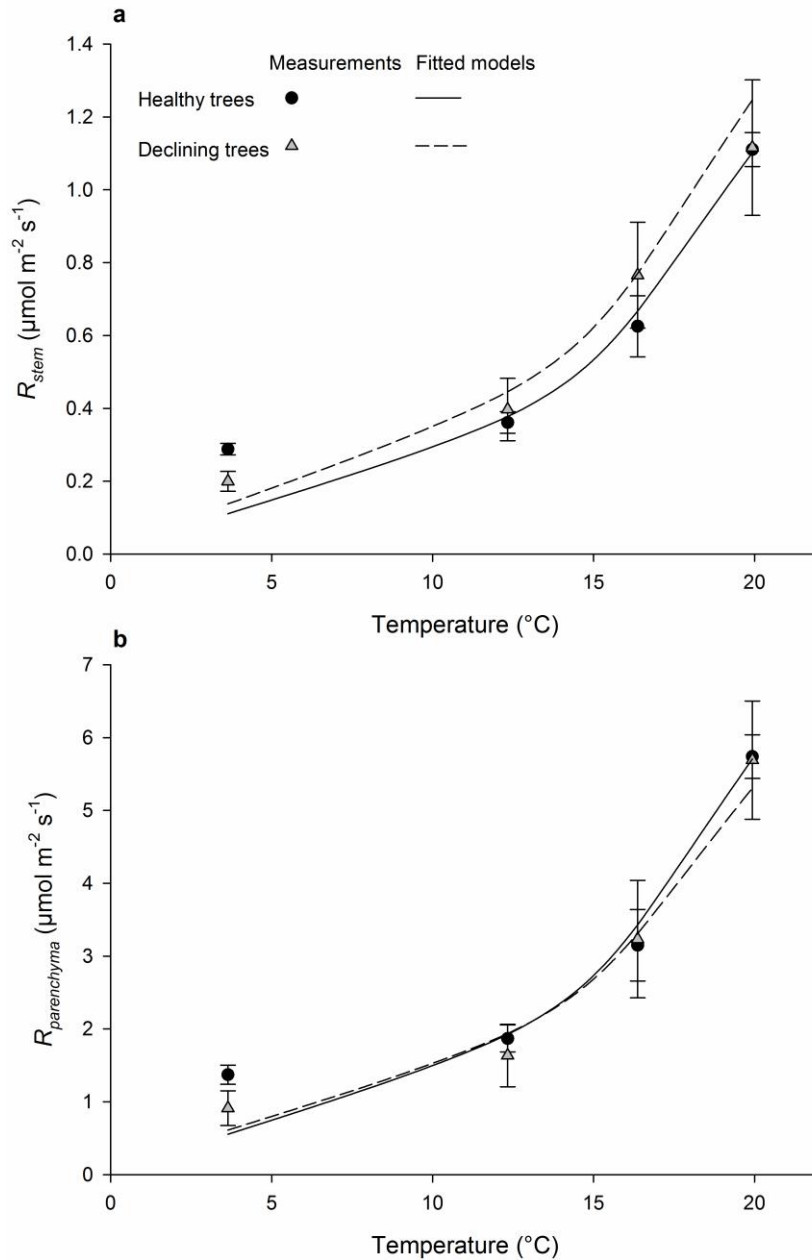 a
1.4
Measurements Fitted models
1.2
Healthy trees
Declining trees
1.0
0.8
R_stem (µmol m⁻² s⁻¹)
0.6
0.4
0.2
0.0
0 5 10 15 20
Temperature (°C)
b
7
6
5
4
R_parenchyma (µmol m⁻² s⁻¹)
3
2
1
0
0 5 10 15 20
Temperature (°C)